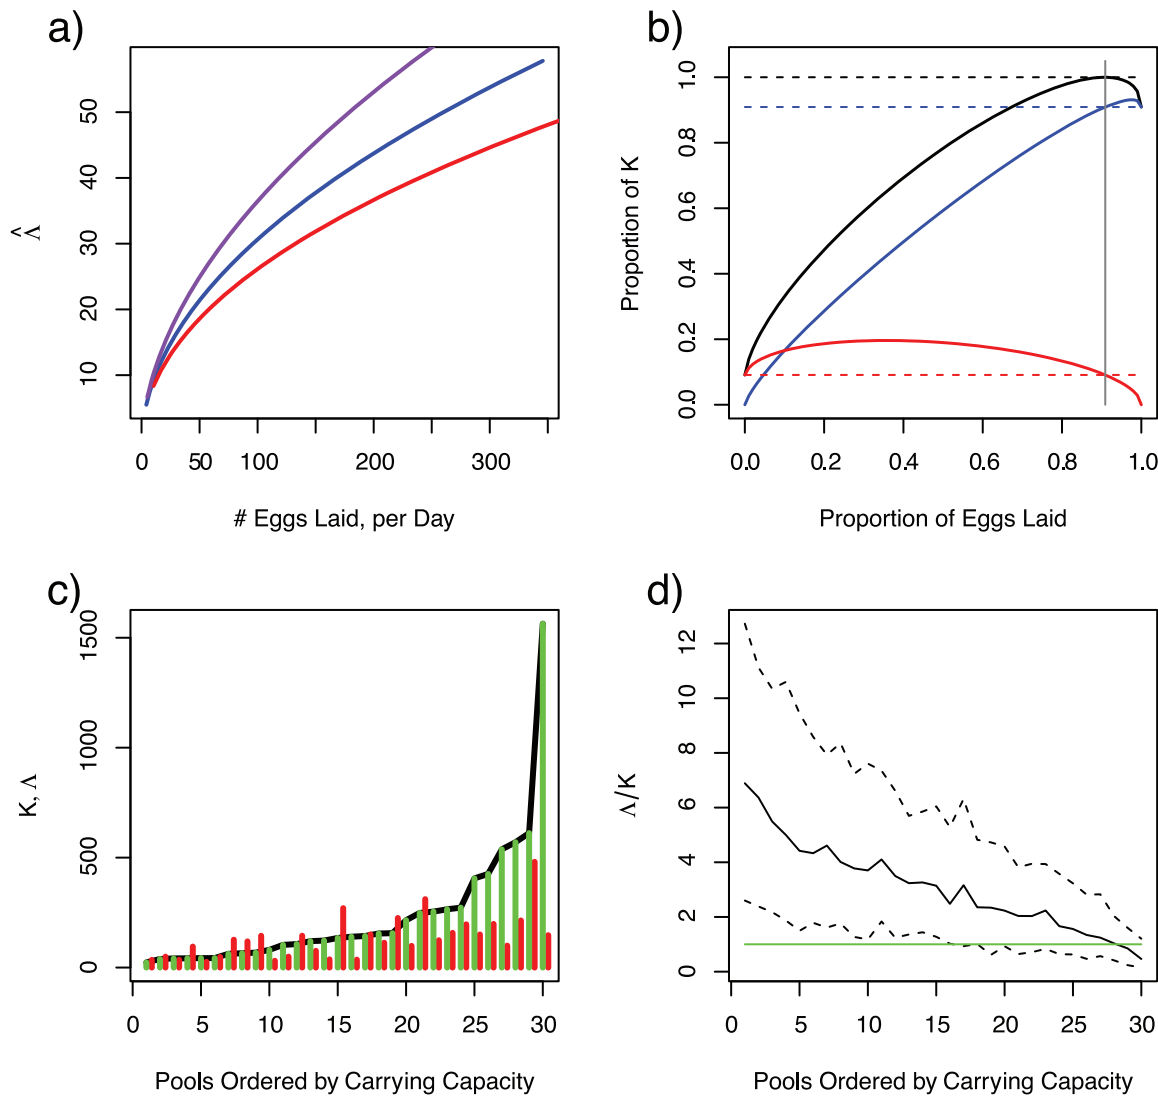 a)
Λ̂
50
40
30
20
10
0 50 100 200 300
# Eggs Laid, per Day
b)
Proportion of K
1.0
0.8
0.6
0.4
0.2
0.0
0.0 0.2 0.4 0.6 0.8 1.0
Proportion of Eggs Laid
c)
K, Λ
1500
1000
500
0
0 5 10 15 20 25 30
Pools Ordered by Carrying Capacity
d)
Λ/K
12
10
8
6
4
2
0
0 5 10 15 20 25 30
Pools Ordered by Carrying Capacity